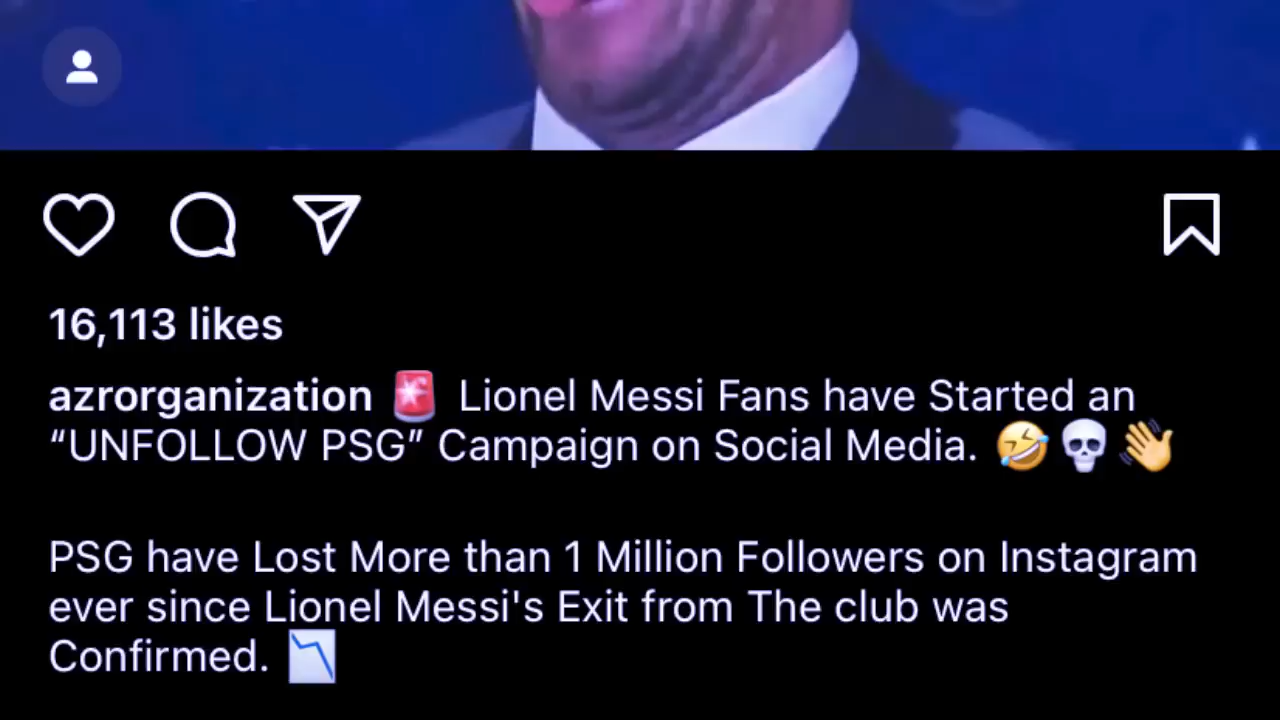 16,113 likes
azrorganization 🚨 Lionel Messi Fans have Started an
“UNFOLLOW PSG” Campaign on Social Media. 🤣💀👋
PSG have Lost More than 1 Million Followers on Instagram
ever since Lionel Messi's Exit from The club was
Confirmed. 📉